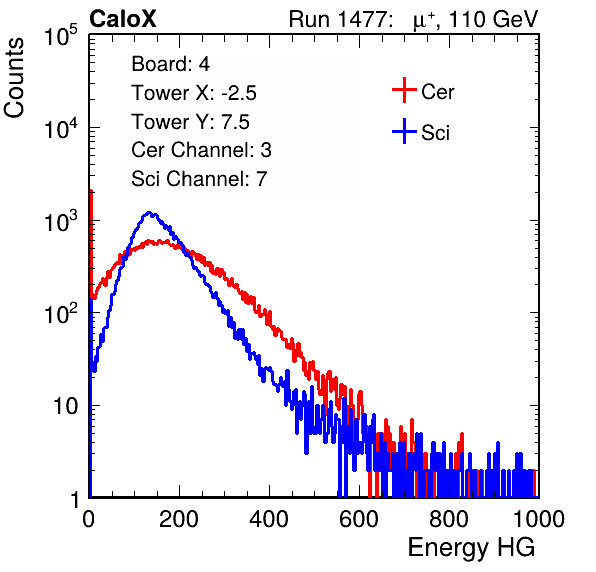 CaloX Run 1477: μ⁺, 110 GeV
Counts
Board: 4
Tower X: -2.5
Tower Y: 7.5
Cer Channel: 3
Sci Channel: 7
Cer
Sci
10⁵
10⁴
10³
10²
10
1
0 200 400 600 800 1000
Energy HG